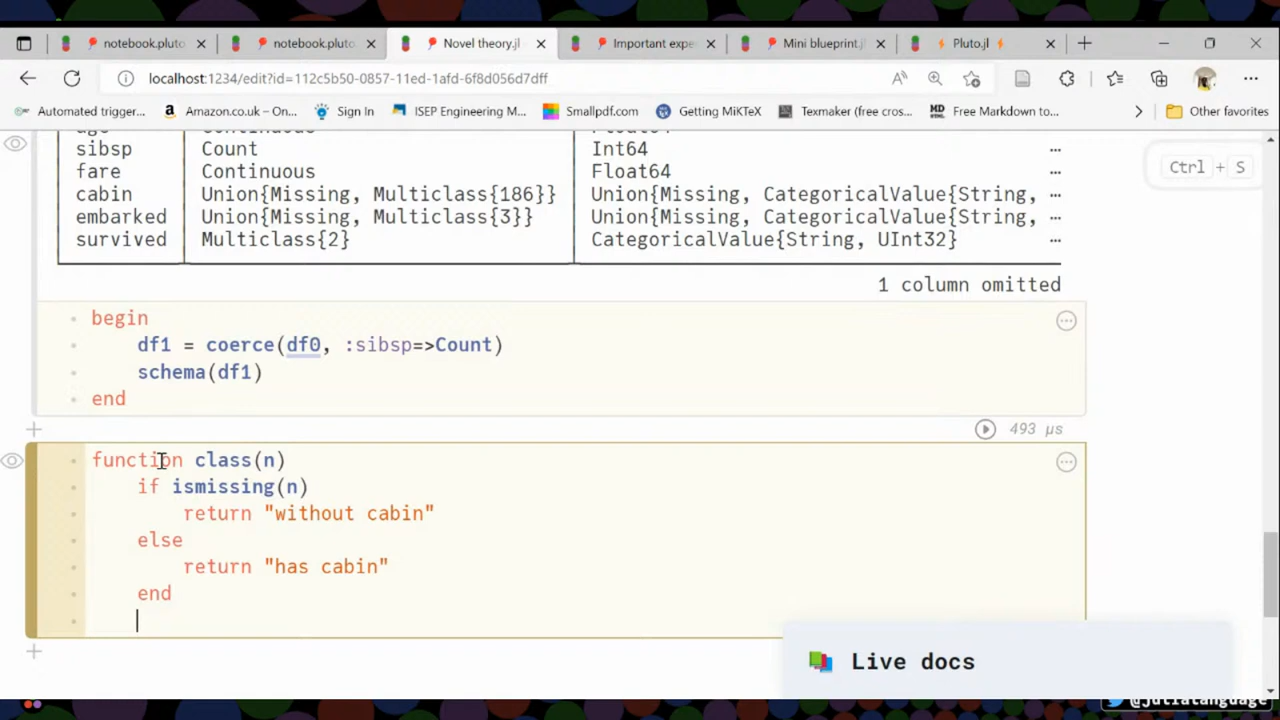 notebook.pluto
notebook.pluto
Novel theory.jl
Important expe
Mini blueprint.jl
Pluto.jl
localhost:1234/edit?id=112c5b50-0857-11ed-1afd-6f8d056d7dff
Automated trigger...
Amazon.co.uk – On...
Sign In
ISEP Engineering M...
Smallpdf.com
Getting MiKTeX
Texmaker (free cros...
Free Markdown to...
Other favorites
age Continuous Float64
sibsp Count Int64 …
fare Continuous Float64 …
cabin Union{Missing, Multiclass{186}} Union{Missing, CategoricalValue{String, …
embarked Union{Missing, Multiclass{3}} Union{Missing, CategoricalValue{String, …
survived Multiclass{2} CategoricalValue{String, UInt32} …
1 column omitted
Ctrl + S
begin
df1 = coerce(df0, :sibsp=>Count)
schema(df1)
end
493 μs
function class(n)
if ismissing(n)
return "without cabin"
else
return "has cabin"
end
Live docs
@julialanguage